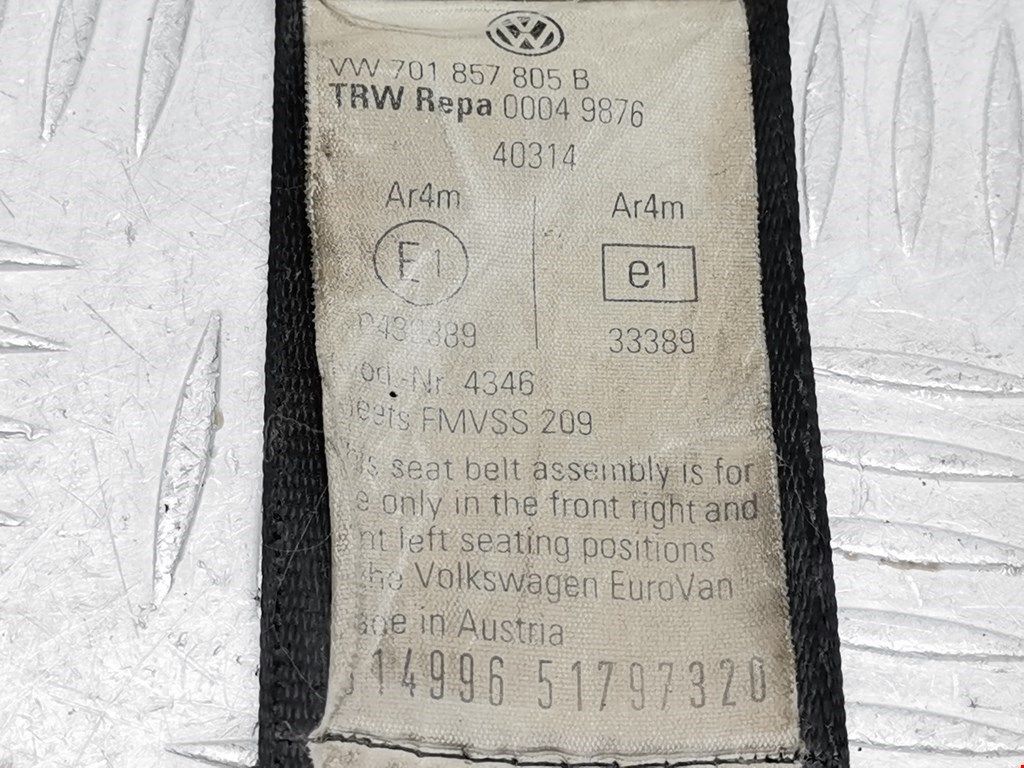 VW 701 857 805 B
TRW Repa 0004 9876
40314
Ar4m Ar4m
E1 e1
33389
4346
FMVSS 209
seat belt assembly is for
only in the front right and
left seating positions
Volkswagen EuroVan
in Austria
14996 51797320